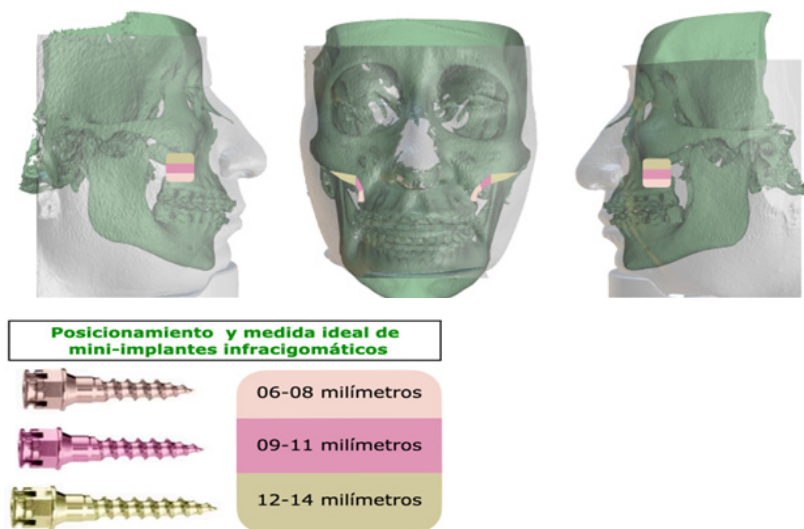 Posicionamiento y medida ideal de
mini-implantes infracigomáticos
06-08 milímetros
09-11 milímetros
12-14 milímetros